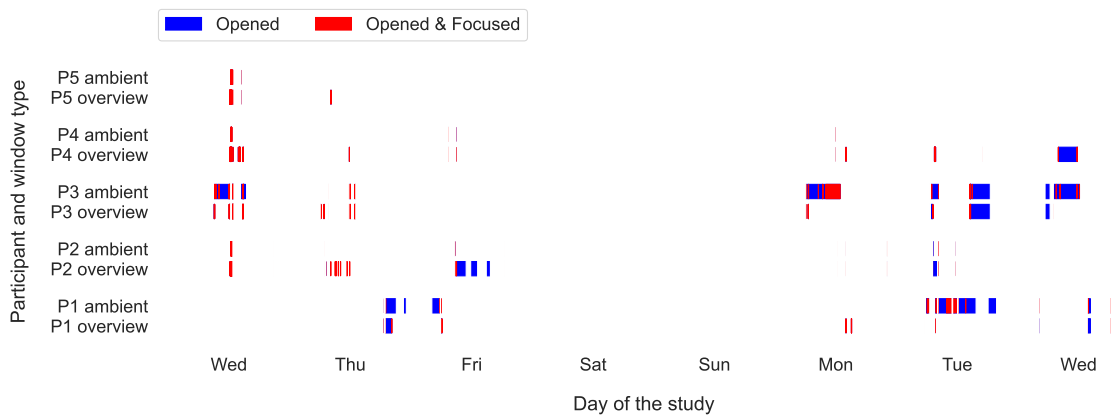 Opened Opened & Focused
Participant and window type
P5 ambient
P5 overview
P4 ambient
P4 overview
P3 ambient
P3 overview
P2 ambient
P2 overview
P1 ambient
P1 overview
Wed Thu Fri Sat Sun Mon Tue Wed
Day of the study